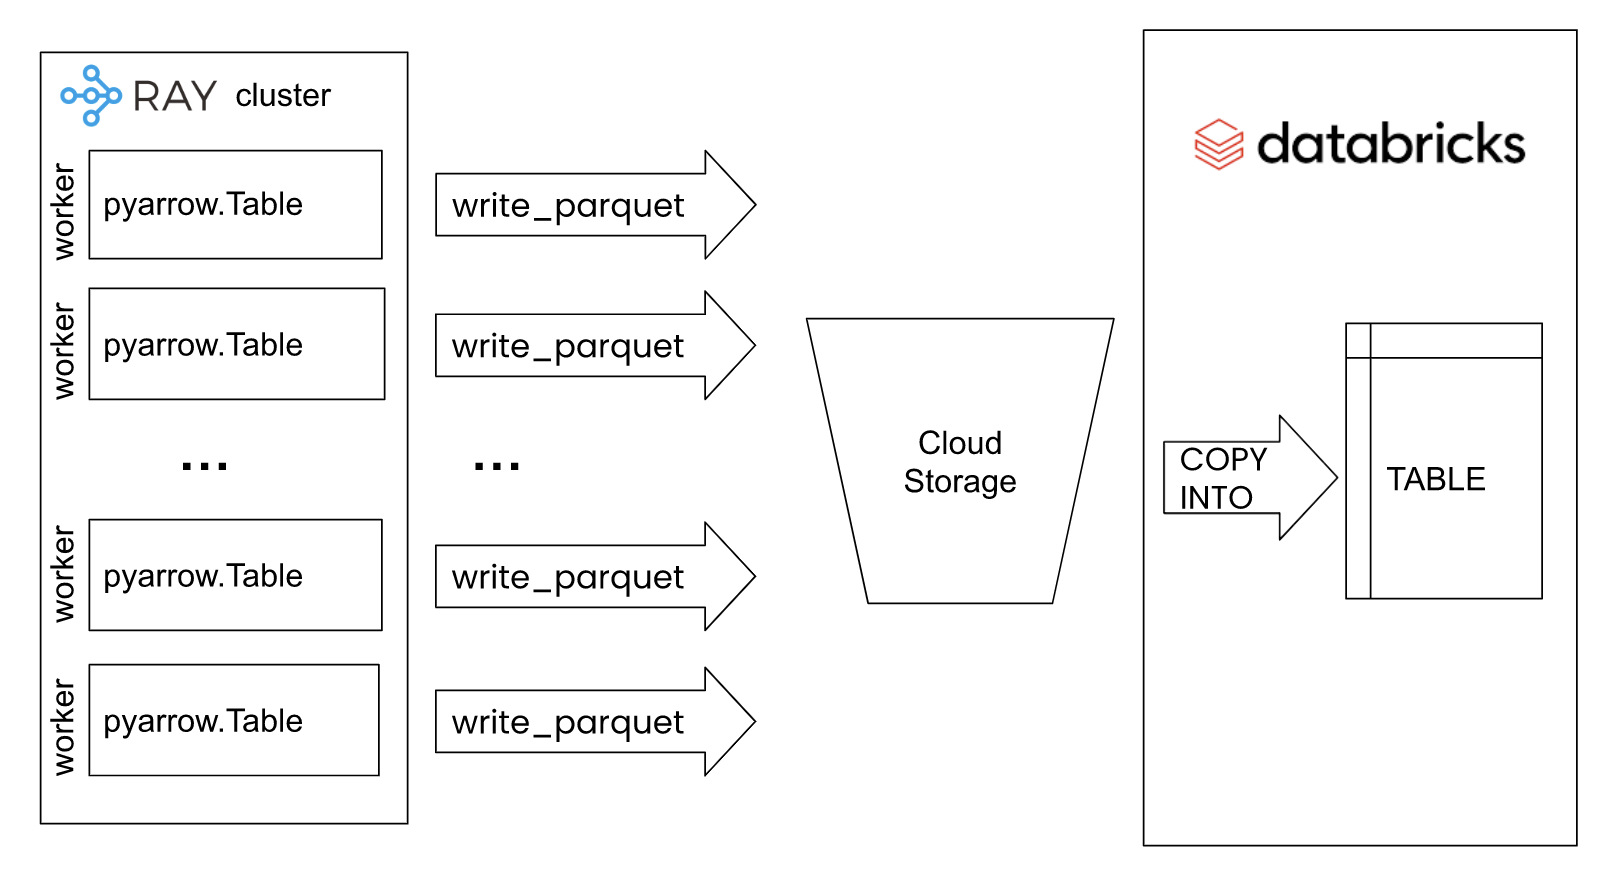 RAY cluster
worker
pyarrow.Table
write_parquet
worker
pyarrow.Table
write_parquet
...
...
worker
pyarrow.Table
write_parquet
worker
pyarrow.Table
write_parquet
Cloud
Storage
databricks
COPY
INTO
TABLE